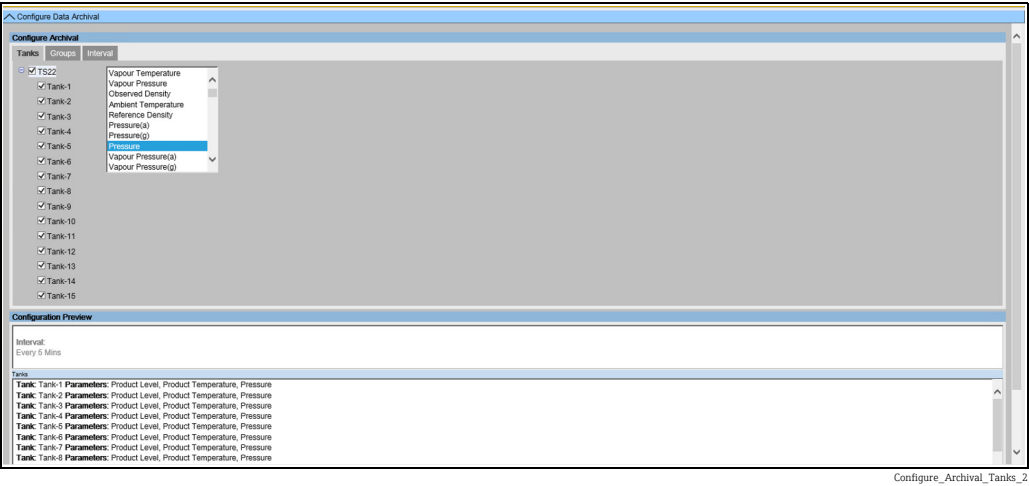 Configure Data Archival
Configure Archival
Tanks Groups Interval
TS22
Tank-1
Tank-2
Tank-3
Tank-4
Tank-5
Tank-6
Tank-7
Tank-8
Tank-9
Tank-10
Tank-11
Tank-12
Tank-13
Tank-14
Tank-15
Vapour Temperature
Vapour Pressure
Observed Density
Ambient Temperature
Reference Density
Pressure(a)
Pressure(g)
Pressure
Vapour Pressure(a)
Vapour Pressure(g)
Configuration Preview
Interval:
Every 5 Mins
Tanks
Tank: Tank-1 Parameters: Product Level, Product Temperature, Pressure
Tank: Tank-2 Parameters: Product Level, Product Temperature, Pressure
Tank: Tank-3 Parameters: Product Level, Product Temperature, Pressure
Tank: Tank-4 Parameters: Product Level, Product Temperature, Pressure
Tank: Tank-5 Parameters: Product Level, Product Temperature, Pressure
Tank: Tank-6 Parameters: Product Level, Product Temperature, Pressure
Tank: Tank-7 Parameters: Product Level, Product Temperature, Pressure
Tank: Tank-8 Parameters: Product Level, Product Temperature, Pressure
Configure_Archival_Tanks_2